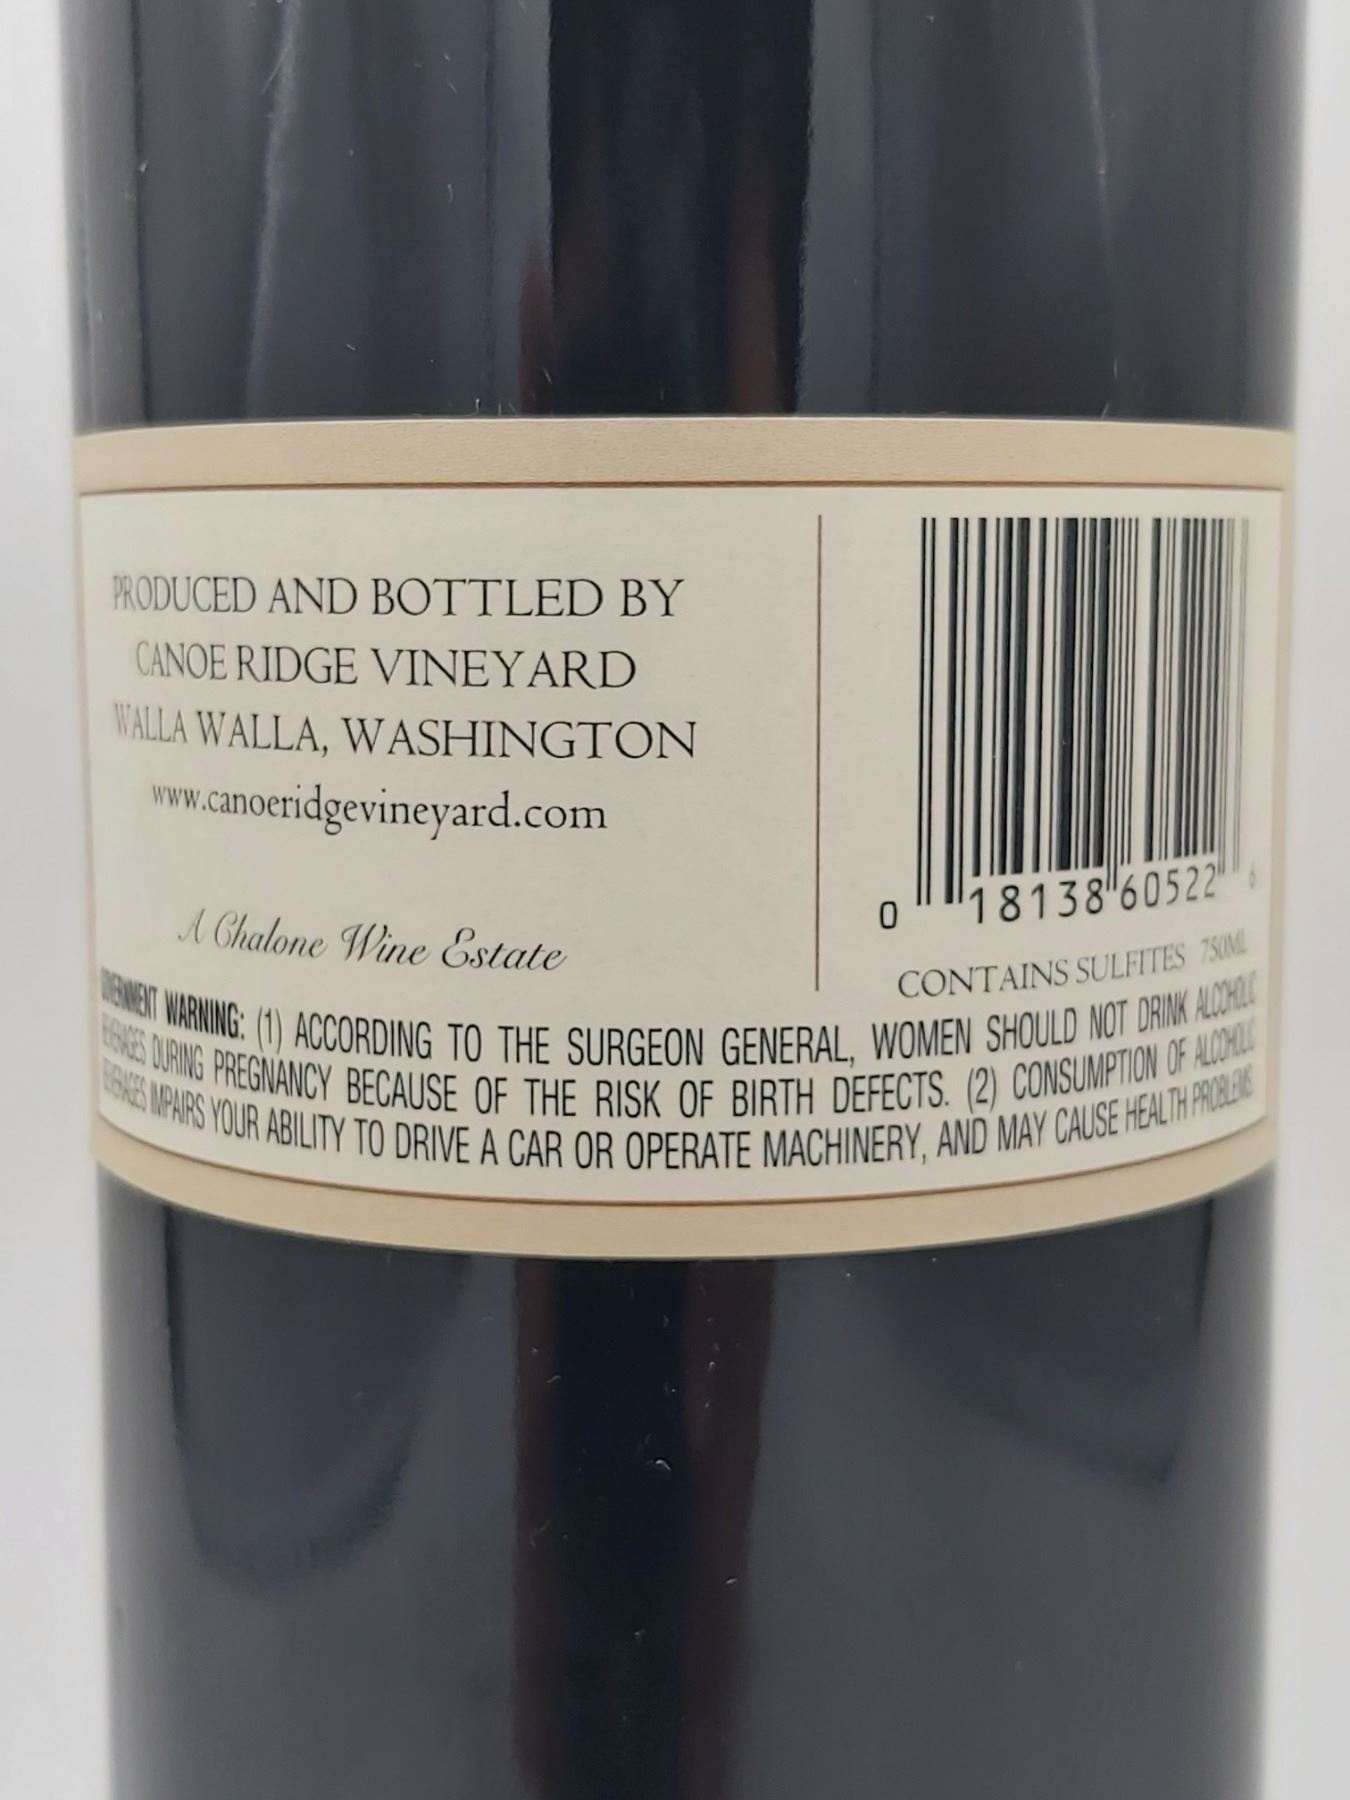 PRODUCED AND BOTTLED BY
CANOE RIDGE VINEYARD
WALLA WALLA, WASHINGTON
www.canoeridgevineyard.com
A Chalone Wine Estate
0 18138 60522 6
CONTAINS SULFITES 750ML
GOVERNMENT WARNING: (1) ACCORDING TO THE SURGEON GENERAL, WOMEN SHOULD NOT DRINK ALCOHOLIC
BEVERAGES DURING PREGNANCY BECAUSE OF THE RISK OF BIRTH DEFECTS. (2) CONSUMPTION OF ALCOHOLIC
BEVERAGES IMPAIRS YOUR ABILITY TO DRIVE A CAR OR OPERATE MACHINERY, AND MAY CAUSE HEALTH PROBLEMS.